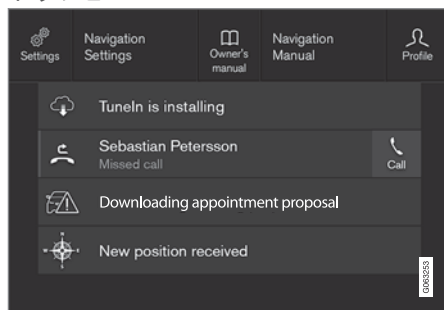 Settings
Navigation
Settings
Owner's
manual
Navigation
Manual
Profile
TuneIn is installing
Sebastian Petersson
Missed call
Call
Downloading appointment proposal
New position received
G063253